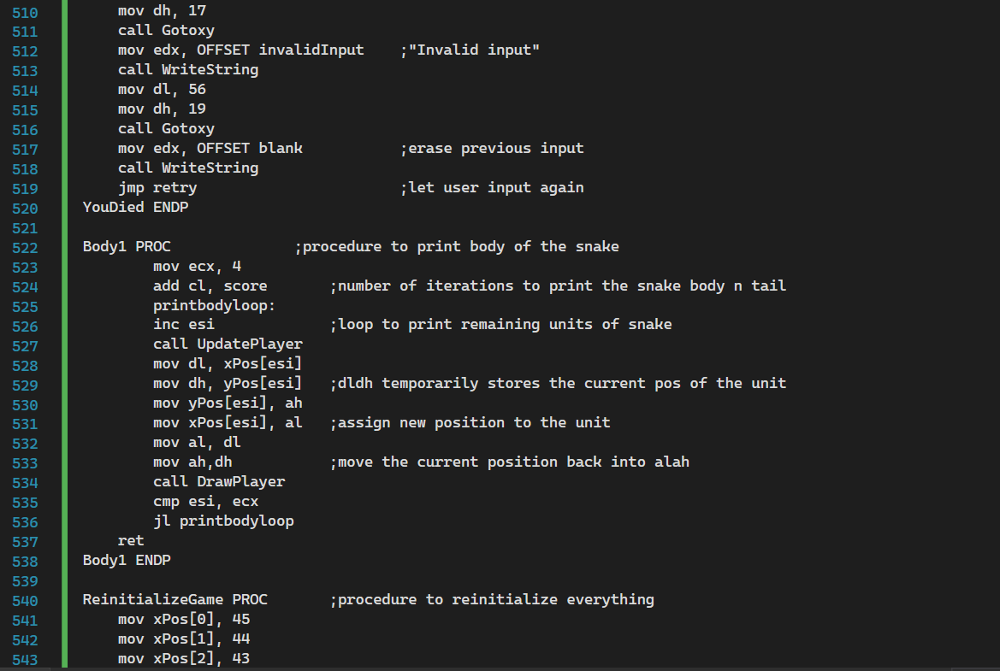 510 mov dh, 17
511 call Gotoxy
512 mov edx, OFFSET invalidInput ;"Invalid input"
513 call WriteString
514 mov dl, 56
515 mov dh, 19
516 call Gotoxy
517 mov edx, OFFSET blank ;erase previous input
518 call WriteString
519 jmp retry ;let user input again
520 YouDied ENDP
521
522 Body1 PROC ;procedure to print body of the snake
523 mov ecx, 4
524 add cl, score ;number of iterations to print the snake body n tail
525 printbodyloop:
526 inc esi ;loop to print remaining units of snake
527 call UpdatePlayer
528 mov dl, xPos[esi]
529 mov dh, yPos[esi] ;dldh temporarily stores the current pos of the unit
530 mov yPos[esi], ah
531 mov xPos[esi], al ;assign new position to the unit
532 mov al, dl
533 mov ah,dh ;move the current position back into alah
534 call DrawPlayer
535 cmp esi, ecx
536 jl printbodyloop
537 ret
538 Body1 ENDP
539
540 ReinitializeGame PROC ;procedure to reinitialize everything
541 mov xPos[0], 45
542 mov xPos[1], 44
543 mov xPos[2], 43